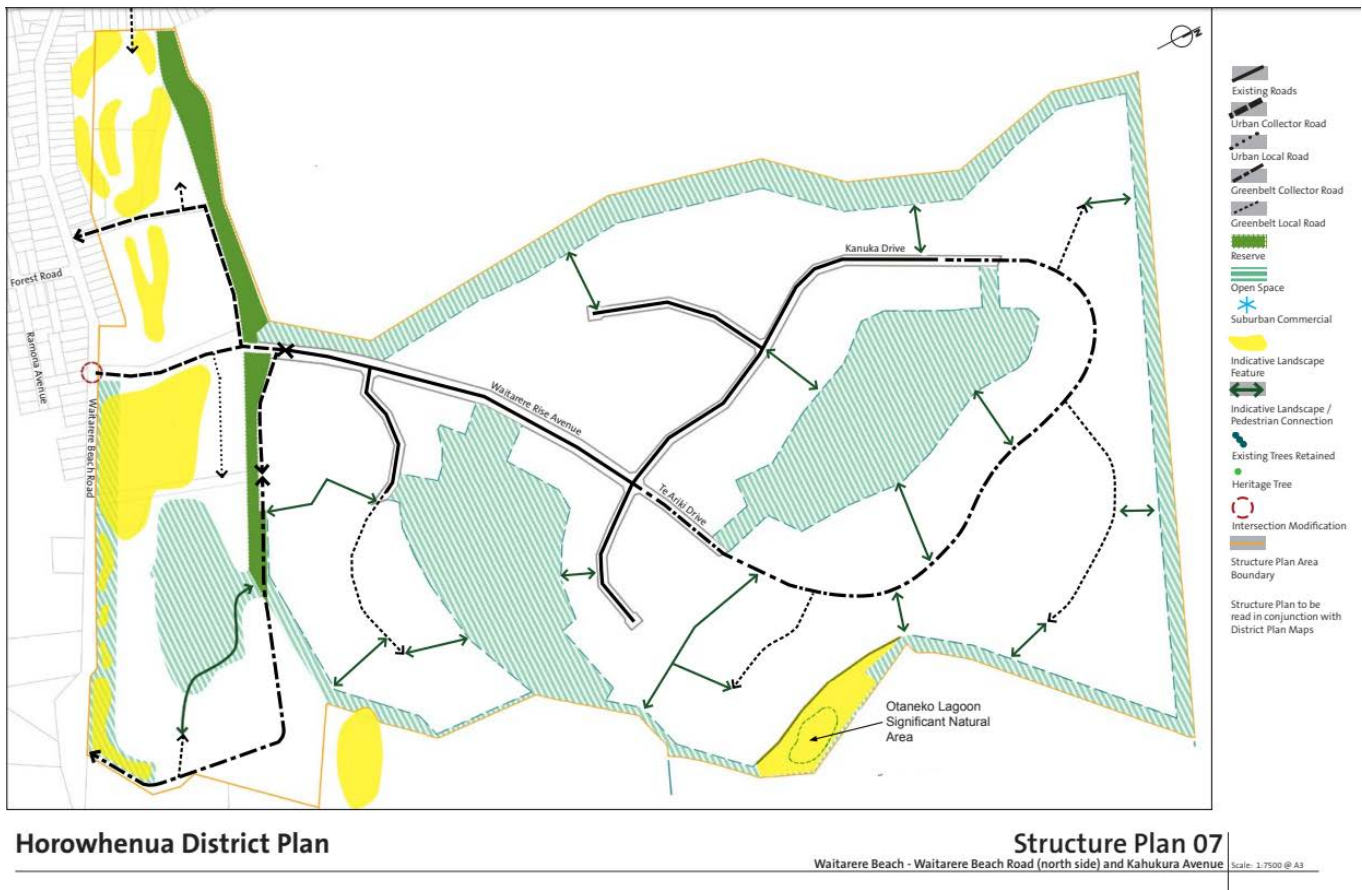 N
Forest Road
Ramona Avenue
Waitarere Beach Road
Waitarere Rise Avenue
Te Ariki Drive
Kanuka Drive
Otaneko Lagoon
Significant Natural
Area
Existing Roads
Urban Collector Road
Urban Local Road
Greenbelt Collector Road
Greenbelt Local Road
Reserve
Open Space
Suburban Commercial
Indicative Landscape
Feature
Indicative Landscape /
Pedestrian Connection
Existing Trees Retained
Heritage Tree
Intersection Modification
Structure Plan Area
Boundary
Structure Plan to be
read in conjunction with
District Plan Maps
Horowhenua District Plan
Structure Plan 07
Waitarere Beach - Waitarere Beach Road (north side) and Kahukura Avenue
Scale: 1:7500 @ A3